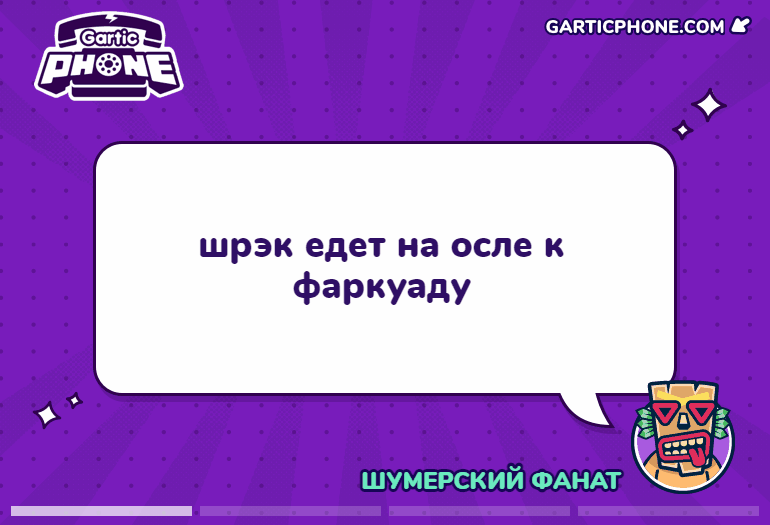 Gartic
PHONE
GARTICPHONE.COM
шрэк едет на осле к
фаркуаду
ШУМЕРСКИЙ ФАНАТ